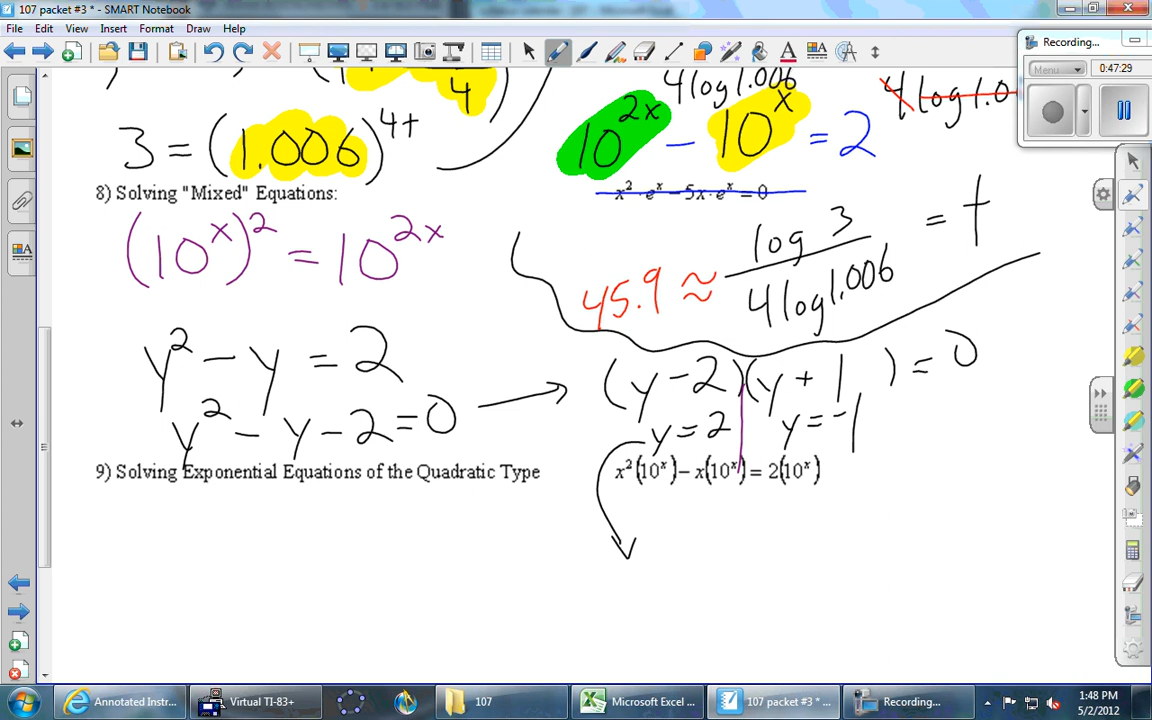 107 packet #3 * - SMART Notebook
File Edit View Insert Format Draw Help
Recording...
Menu
0:47:29
4
4log1.006
4log1.0
3 = (1.006)^4t
10^2x - 10^x = 2
8) Solving "Mixed" Equations:
x² · e^x - 5x · e^x = 0
(10^x)^2 = 10^2x
45.9 ≈ log 3 / 4log1.006 = t
y² - y = 2
(y - 2)(y + 1) = 0
y² - y - 2 = 0
y = 2 y = -1
9) Solving Exponential Equations of the Quadratic Type
x²(10^x) - x(10^x) = 2(10^x)
Annotated Instr...
Virtual TI-83+
107
Microsoft Excel ...
107 packet #3 * ...
Recording...
1:48 PM
5/2/2012